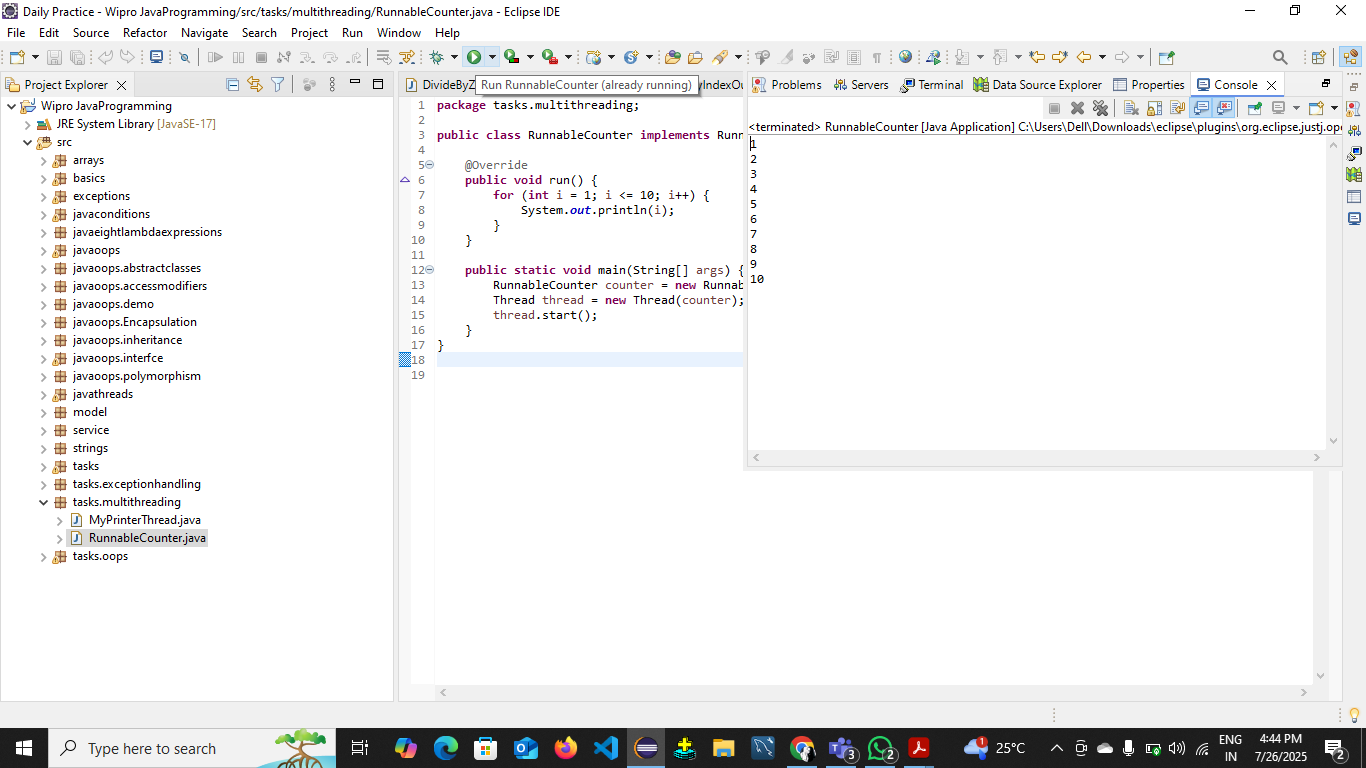 Daily Practice - Wipro JavaProgramming/src/tasks/multithreading/RunnableCounter.java - Eclipse IDE
File Edit Source Refactor Navigate Search Project Run Window Help
Project Explorer
Wipro JavaProgramming
JRE System Library [JavaSE-17]
src
arrays
basics
exceptions
javaconditions
javaeightlambdaexpressions
javaoops
javaoops.abstractclasses
javaoops.accessmodifiers
javaoops.demo
javaoops.Encapsulation
javaoops.inheritance
javaoops.interfce
javaoops.polymorphism
javathreads
model
service
strings
tasks
tasks.exceptionhandling
tasks.multithreading
MyPrinterThread.java
RunnableCounter.java
tasks.oops
DivideByZ
Run RunnableCounter (already running)
yIndexOu
1 package tasks.multithreading;
2
3 public class RunnableCounter implements Runn
4
5 @Override
6 public void run() {
7 for (int i = 1; i <= 10; i++) {
8 System.out.println(i);
9 }
10 }
11
12 public static void main(String[] args) {
13 RunnableCounter counter = new Runnab
14 Thread thread = new Thread(counter);
15 thread.start();
16 }
17 }
18
19
Problems Servers Terminal Data Source Explorer Properties Console
<terminated> RunnableCounter [Java Application] C:\Users\Dell\Downloads\eclipse\plugins\org.eclipse.justj.ope
1
2
3
4
5
6
7
8
9
10
Type here to search
3
2
1
25°C
ENG
IN
4:44 PM
7/26/2025
2